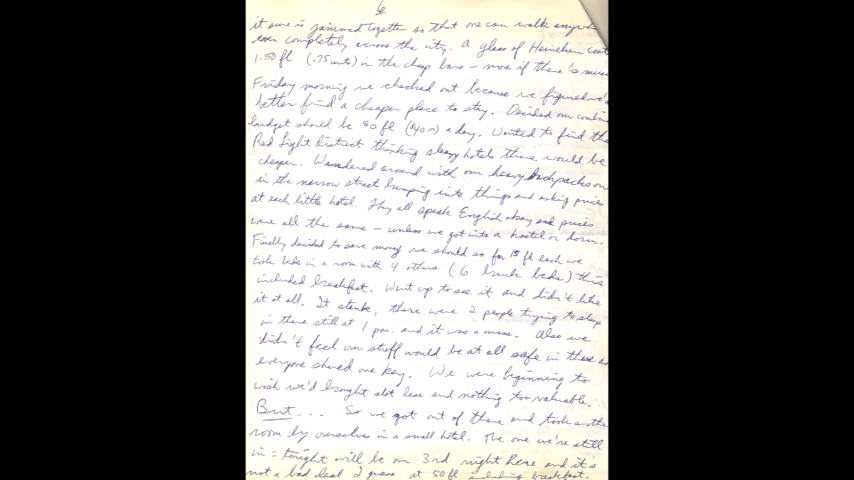 6
it sure is jammed together so that one can walk
even completely across the city. A glass of Heineken
1.50 fl (.75 cents) in the cheap bars – more if there's
Friday morning we checked out because we figured we'd
better find a cheaper place to stay. Decided our
budget should be 80 fl ($40) a day. Wanted to find the
Red Light District thinking sleazy hotels there would be
cheaper. Wandered around with our heavy backpacks on
in the narrow street bumping into things and asking price
at each little hotel. They all speak English okay and prices
were all the same – unless we got into a hostel or dorm.
Finally decided to save money we should so for 15 fl each we
took beds in a room with 4 others (6 bunk beds) this
included breakfast. Went up to see it and didn't like
it at all. It stunk, there were 2 people trying to sleep
in there still at 1 pm. and it was a mess. Also we
didn't feel our stuff would be at all safe in there as
everyone shared one key. We were beginning to
wish we'd brought alot less and nothing too valuable.
But.... So we got out of there and took
room by ourselves in a small hotel. The one we're still
in = tonight will be our 3rd night here and it's
not a bad deal I guess at 50 fl including breakfast.